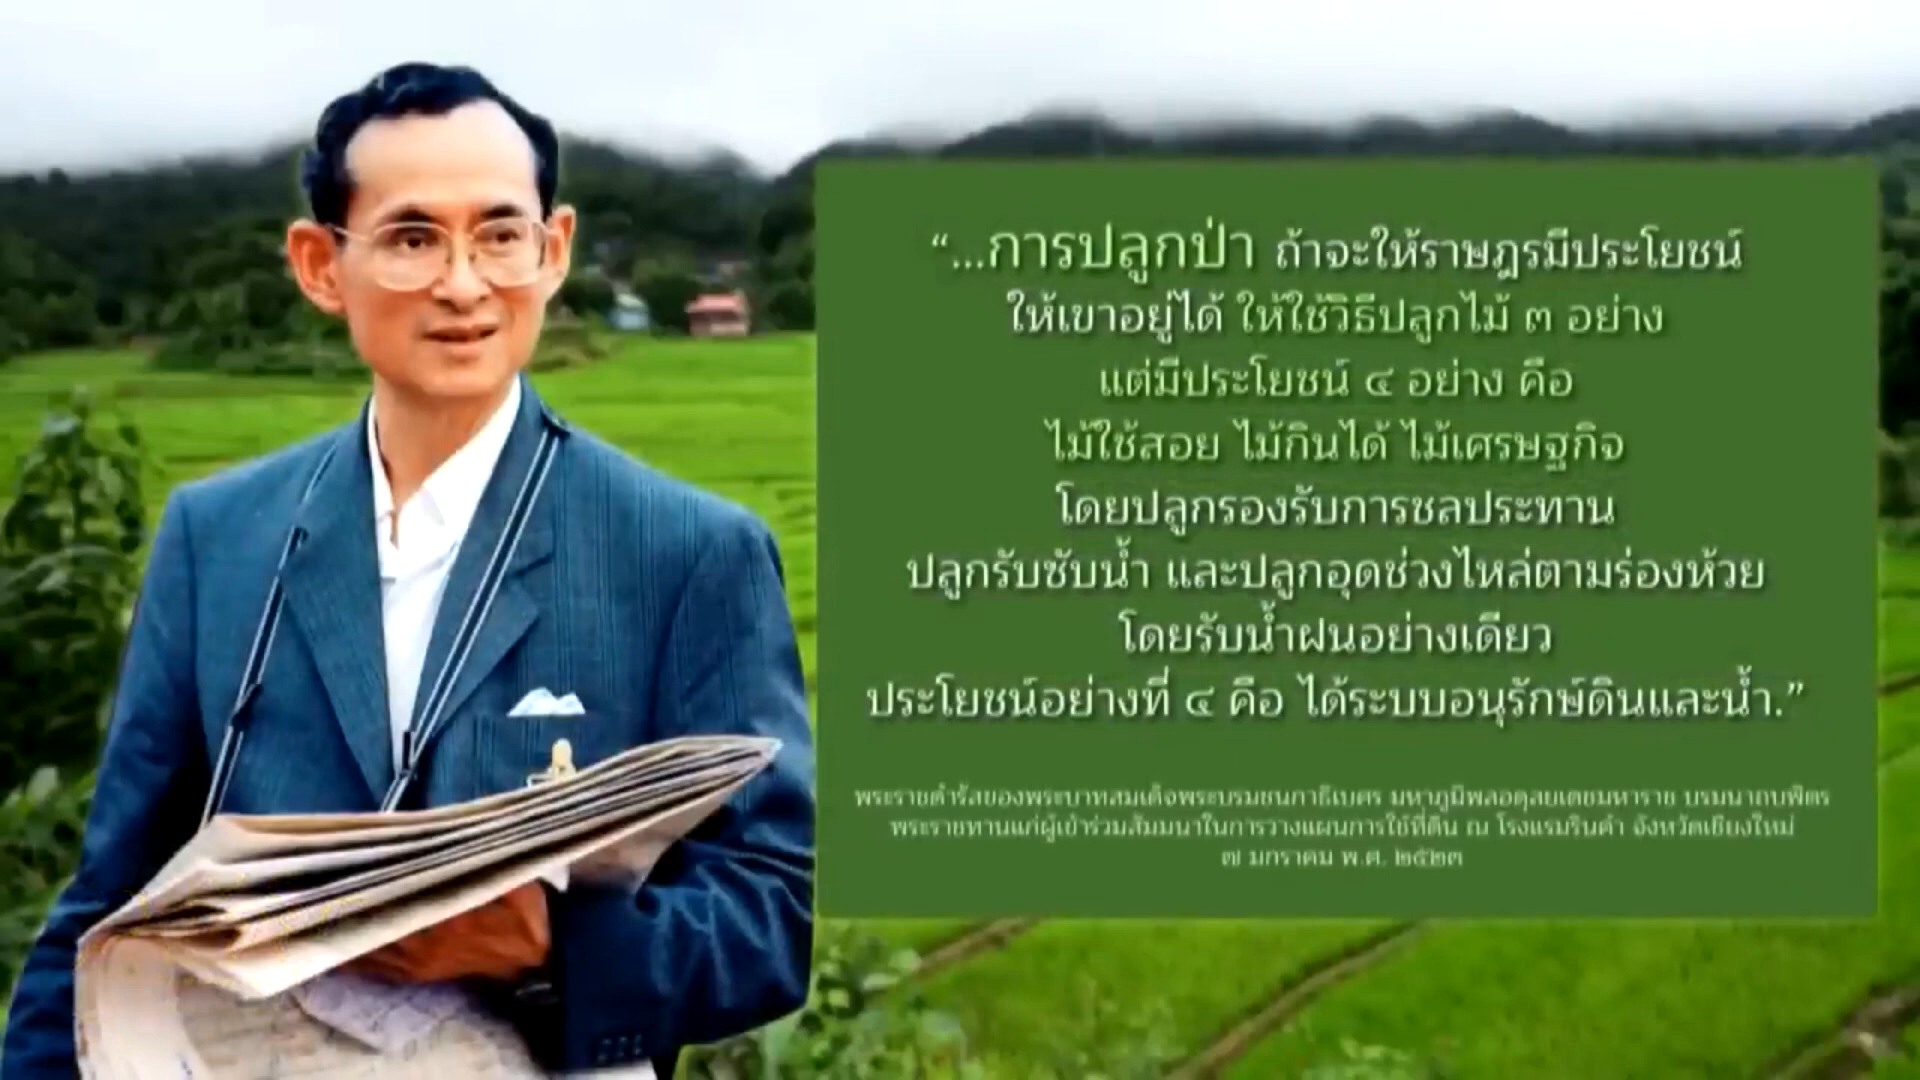 “...การปลูกป่า ถ้าจะให้ราษฎรมีประโยชน์
ให้เขาอยู่ได้ ให้ใช้วิธีปลูกไม้ ๓ อย่าง
แต่มีประโยชน์ ๔ อย่าง คือ
ไม้ใช้สอย ไม้กินได้ ไม้เศรษฐกิจ
โดยปลูกรองรับการชลประทาน
ปลูกรับซับน้ำ และปลูกอุดช่วงไหล่ตามร่องห้วย
โดยรับน้ำฝนอย่างเดียว
ประโยชน์อย่างที่ ๔ คือ ได้ระบบอนุรักษ์ดินและน้ำ.”
พระราชดำรัสของพระบาทสมเด็จพระบรมชนกาธิเบศร มหาภูมิพลอดุลยเดชมหาราช บรมนาถบพิตร
พระราชทานแก่ผู้เข้าร่วมสัมมนาในการวางแผนการใช้ที่ดิน ณ โรงแรมรินคำ จังหวัดเชียงใหม่
๗ มกราคม พ.ศ. ๒๕๒๓